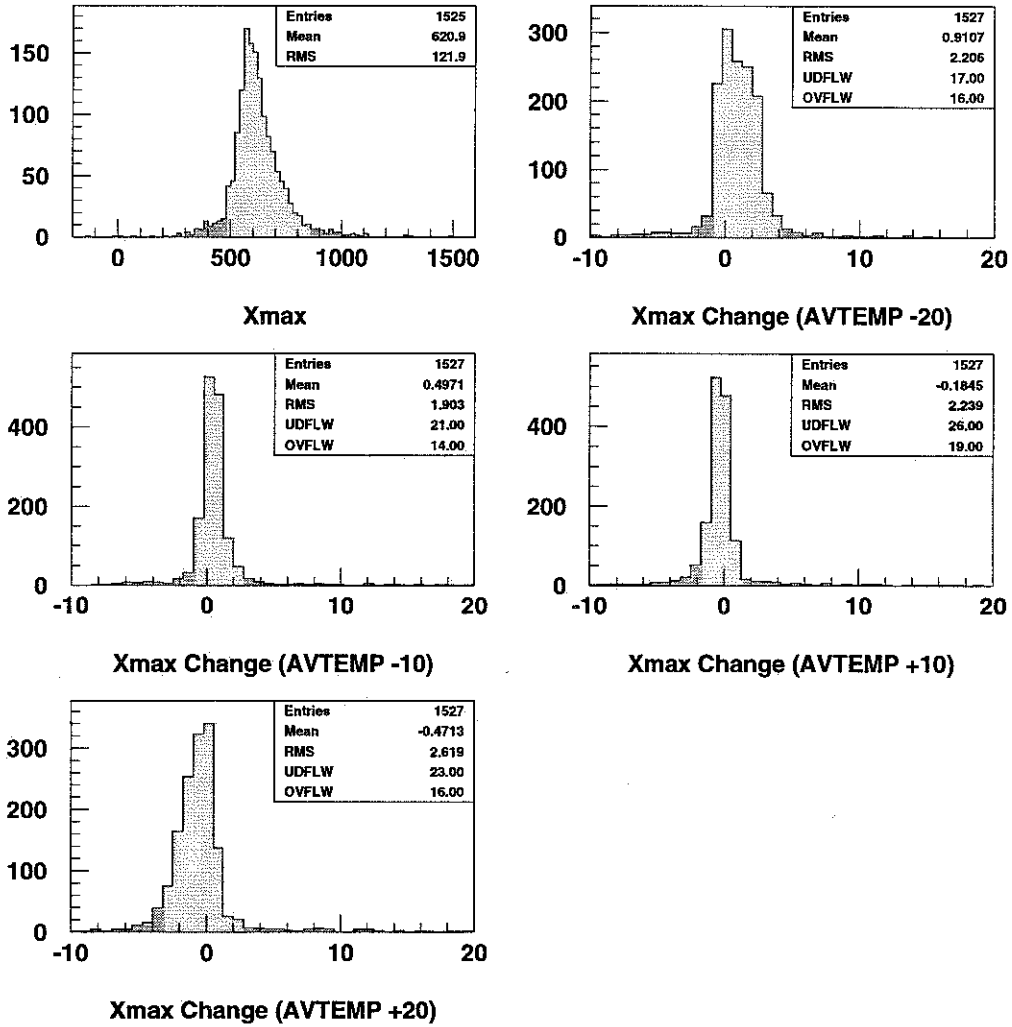 Entries 1525
Mean 620.9
RMS 121.9
150
100
50
0
0 500 1000 1500
Xmax
Entries 1527
Mean 0.9107
RMS 2.206
UDFLW 17.00
OVFLW 16.00
300
200
100
0
-10 0 10 20
Xmax Change (AVTEMP -20)
Entries 1527
Mean 0.4971
RMS 1.903
UDFLW 21.00
OVFLW 14.00
400
200
0
-10 0 10 20
Xmax Change (AVTEMP -10)
Entries 1527
Mean -0.1845
RMS 2.239
UDFLW 26.00
OVFLW 19.00
400
200
0
-10 0 10 20
Xmax Change (AVTEMP +10)
Entries 1527
Mean -0.4713
RMS 2.619
UDFLW 23.00
OVFLW 16.00
300
200
100
0
-10 0 10 20
Xmax Change (AVTEMP +20)